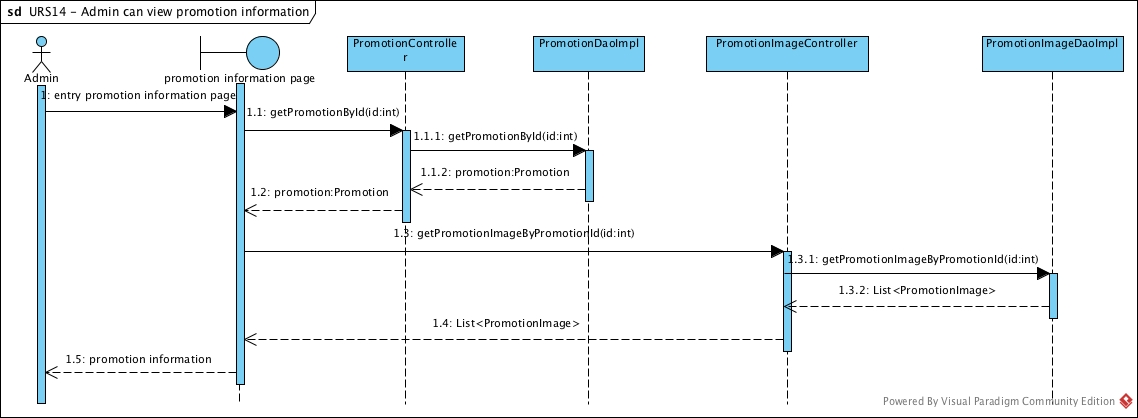 sd URS14 – Admin can view promotion information
Admin
promotion information page
PromotionControlle
r
PromotionDaoImpl
PromotionImageController
PromotionImageDaoImpl
1: entry promotion information page
1.1: getPromotionById(id:int)
1.1.1: getPromotionById(id:int)
1.1.2: promotion:Promotion
1.2: promotion:Promotion
1.3: getPromotionImageByPromotionId(id:int)
1.3.1: getPromotionImageByPromotionId(id:int)
1.3.2: List<PromotionImage>
1.4: List<PromotionImage>
1.5: promotion information
Powered By Visual Paradigm Community Edition